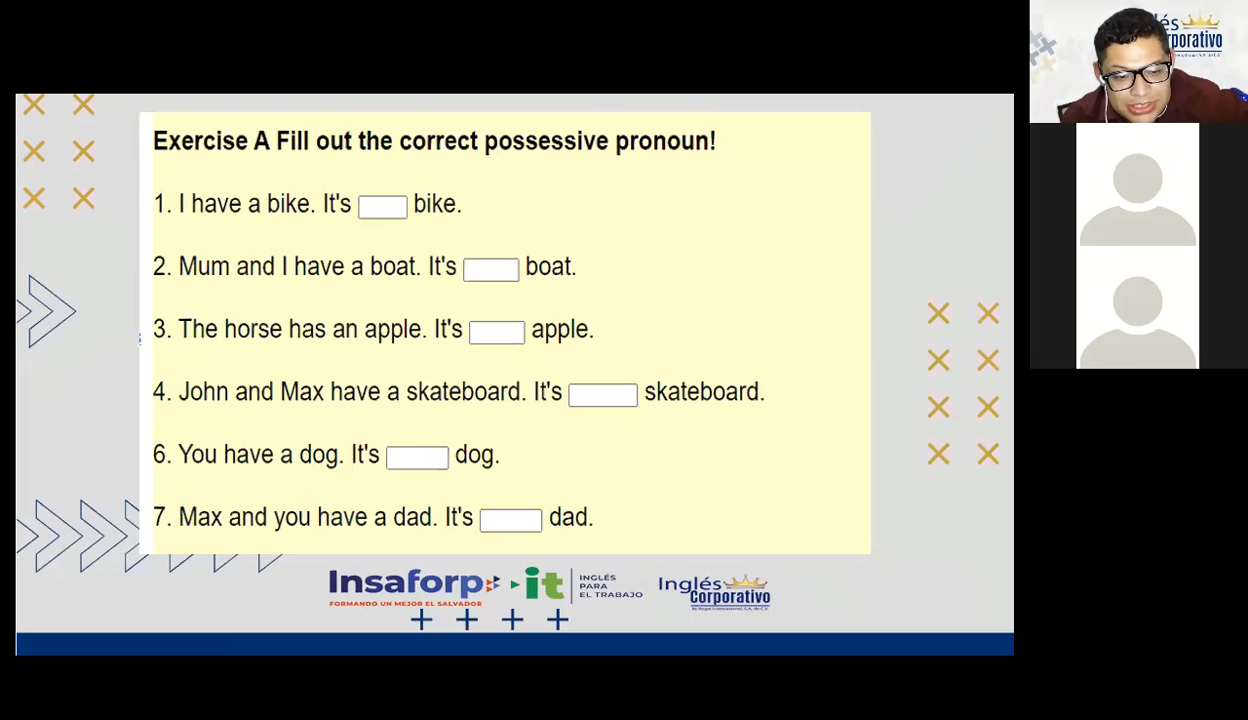 Exercise A Fill out the correct possessive pronoun!
1. I have a bike. It's bike.
2. Mum and I have a boat. It's boat.
3. The horse has an apple. It's apple.
4. John and Max have a skateboard. It's skateboard.
6. You have a dog. It's dog.
7. Max and you have a dad. It's dad.
Insaforp
FORMANDO UN MEJOR EL SALVADOR
it
INGLÉS
PARA
EL TRABAJO
Inglés
Corporativo
és
rporativo